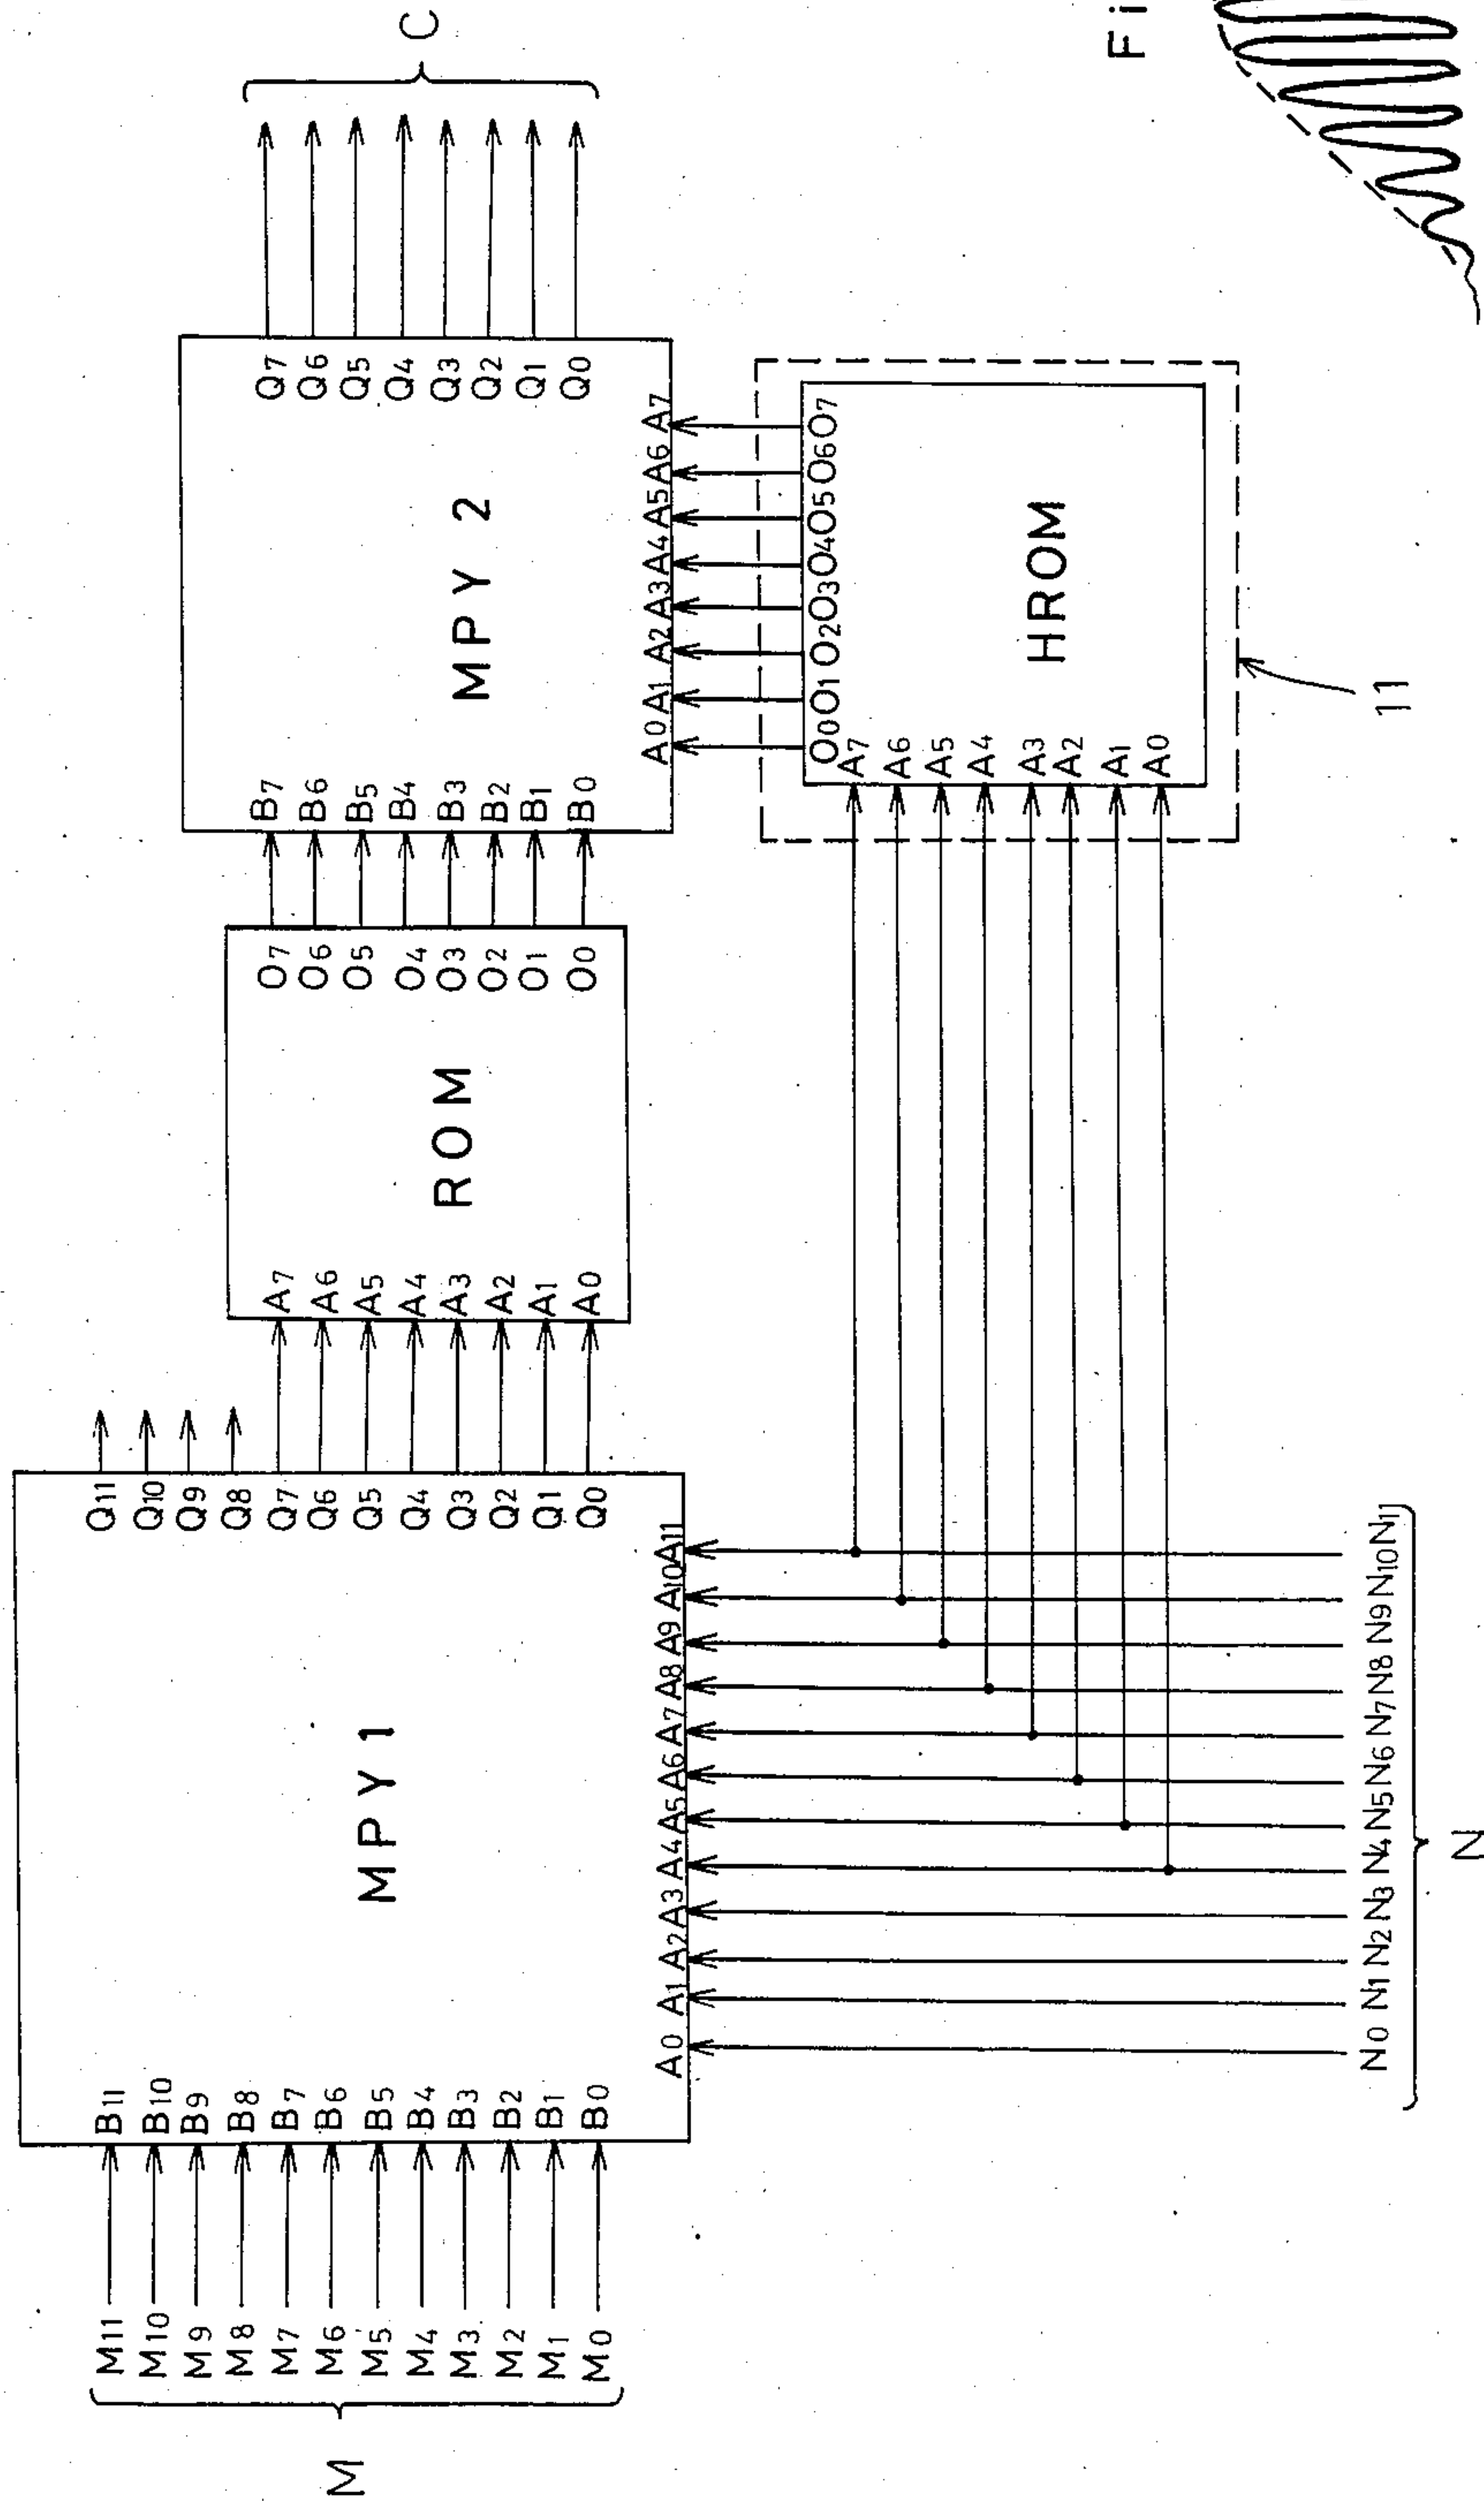 M
M11
M10
M9
M8
M7
M6
M5
M4
M3
M2
M1
M0
B11
B10
B9
B8
B7
B6
B5
B4
B3
B2
B1
B0
MPY 1
Q11
Q10
Q9
Q8
Q7
Q6
Q5
Q4
Q3
Q2
Q1
Q0
A0 A1 A2 A3 A4 A5 A6 A7 A8 A9 A10 A11
N0 N1 N2 N3 N4 N5 N6 N7 N8 N9 N10 N1
N
A7
A6
A5
A4
A3
A2
A1
A0
ROM
O7
O6
O5
O4
O3
O2
O1
O0
B7
B6
B5
B4
B3
B2
B1
B0
MPY 2
Q7
Q6
Q5
Q4
Q3
Q2
Q1
Q0
A0 A1 A2 A3 A4 A5 A6 A7
C
O0 O1 O2 O3 O4 O5 O6 O7
A7
A6
A5
A4
A3
A2
A1
A0
HROM
11
Fi